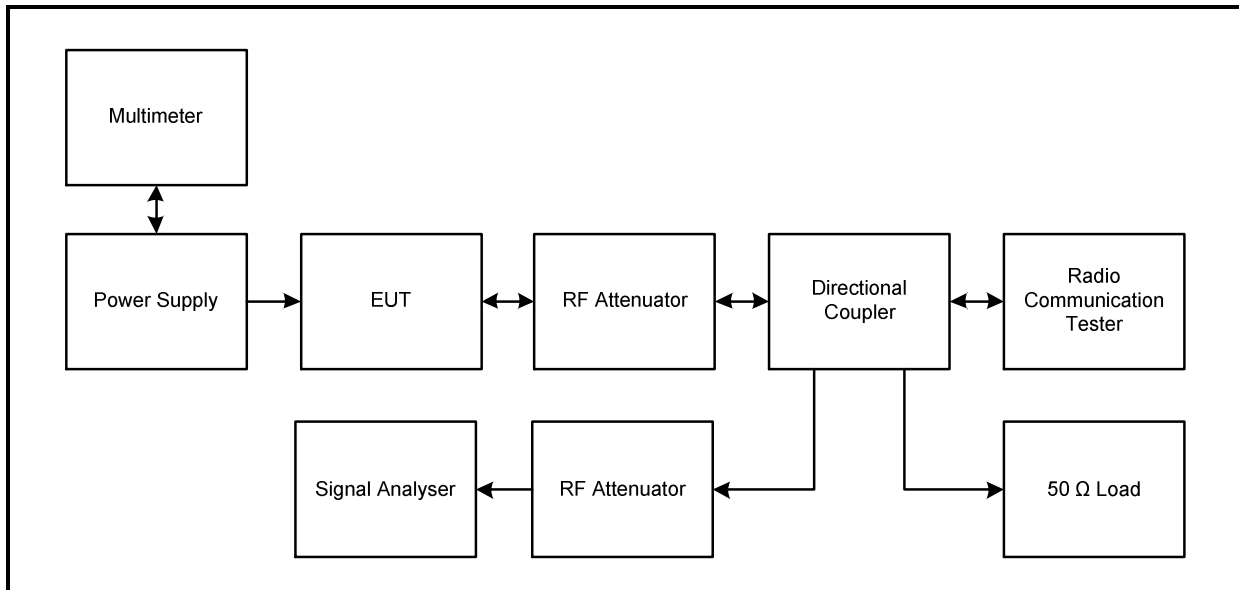 Multimeter
Power Supply
EUT
RF Attenuator
Directional
Coupler
Radio
Communication
Tester
Signal Analyser
RF Attenuator
50 Ω Load